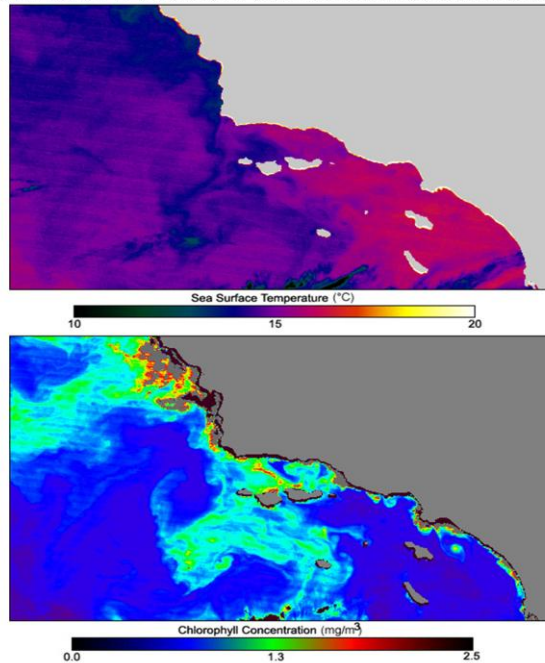 Sea Surface Temperature (°C)
10 15 20
Chlorophyll Concentration (mg/m³)
0.0 1.3 2.5